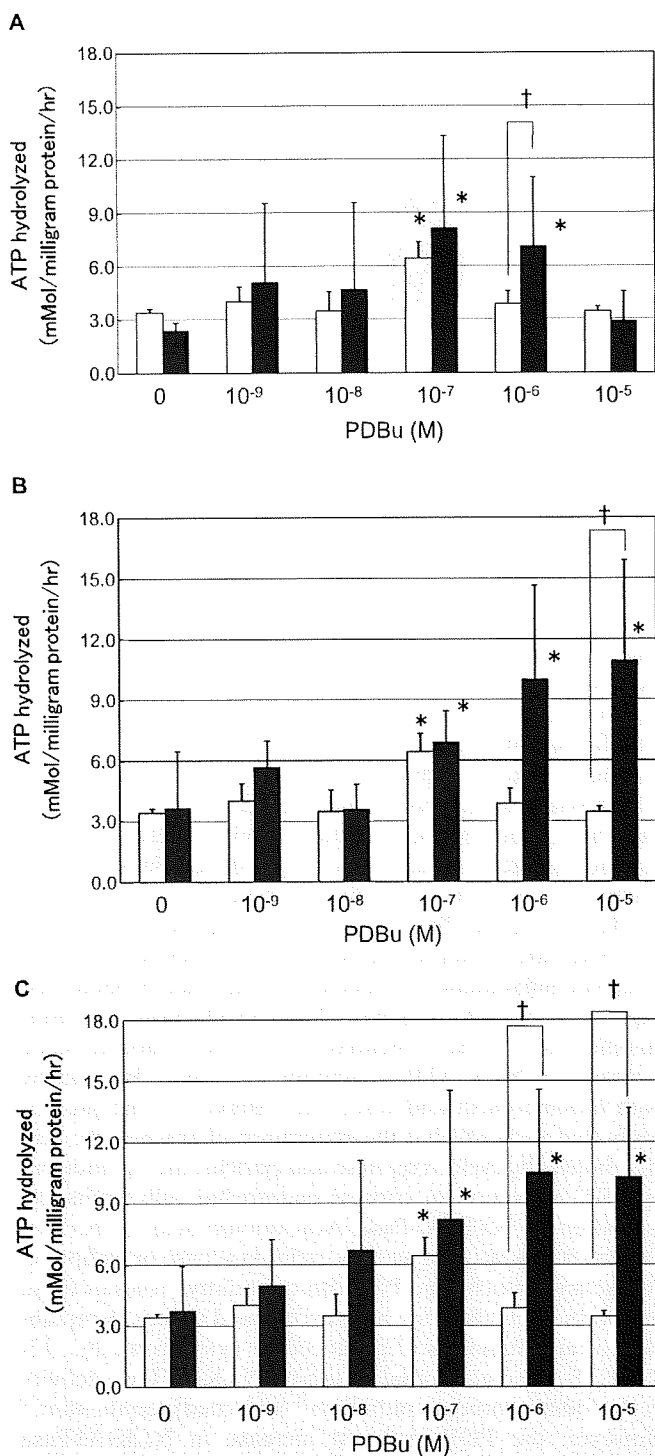 A
ATP hydrolyzed
(mMol/milligram protein/hr)
18.0
15.0
12.0
9.0
6.0
3.0
0.0
†
*
*
*
0 10⁻⁹ 10⁻⁸ 10⁻⁷ 10⁻⁶ 10⁻⁵
PDBu (M)
B
ATP hydrolyzed
(mMol/milligram protein/hr)
18.0
15.0
12.0
9.0
6.0
3.0
0.0
†
*
*
*
*
0 10⁻⁹ 10⁻⁸ 10⁻⁷ 10⁻⁶ 10⁻⁵
PDBu (M)
C
ATP hydrolyzed
(mMol/milligram protein/hr)
18.0
15.0
12.0
9.0
6.0
3.0
0.0
†
†
*
*
*
*
0 10⁻⁹ 10⁻⁸ 10⁻⁷ 10⁻⁶ 10⁻⁵
PDBu (M)